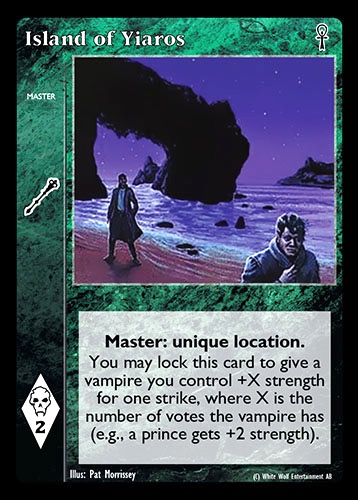 Island of Yiaros
MASTER
Master: unique location.
You may lock this card to give a
vampire you control +X strength
for one strike, where X is the
number of votes the vampire has
(e.g., a prince gets +2 strength).
2
Illus: Pat Morrissey
(C) White Wolf Entertainment AB